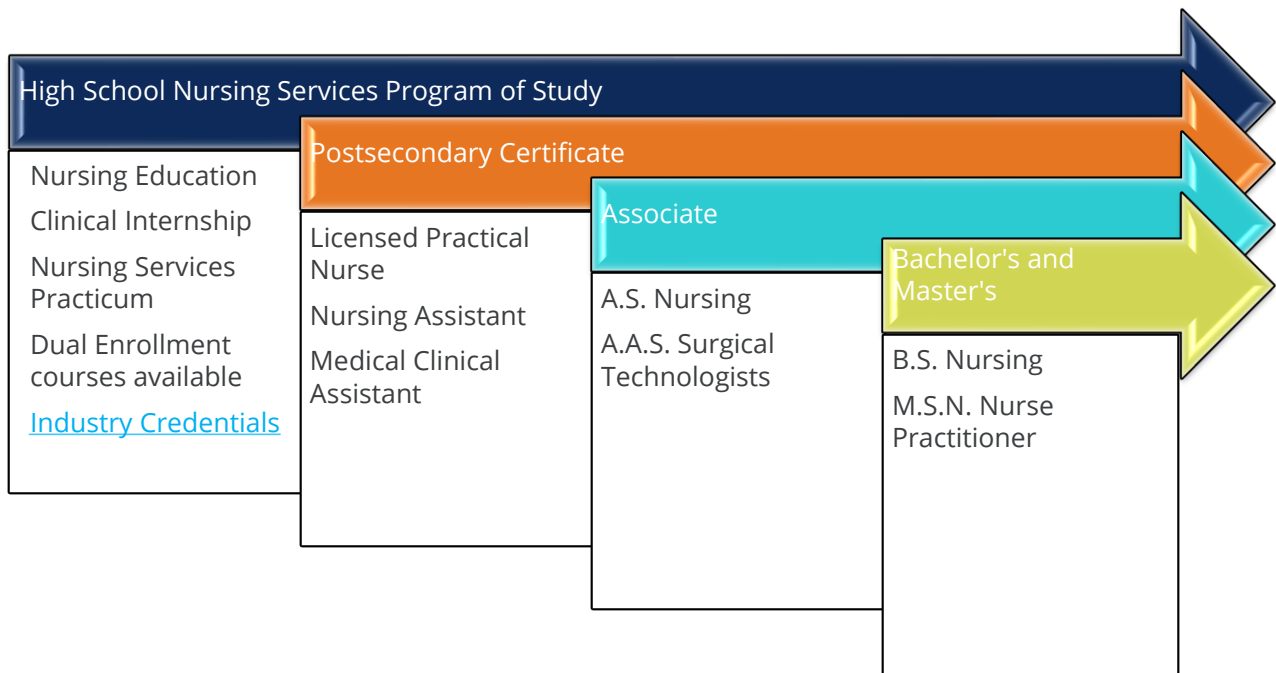 High School Nursing Services Program of Study
Nursing Education
Clinical Internship
Nursing Services
Practicum
Dual Enrollment
courses available
Industry Credentials
Postsecondary Certificate
Licensed Practical
Nurse
Nursing Assistant
Medical Clinical
Assistant
Associate
A.S. Nursing
A.A.S. Surgical
Technologists
Bachelor's and
Master's
B.S. Nursing
M.S.N. Nurse
Practitioner